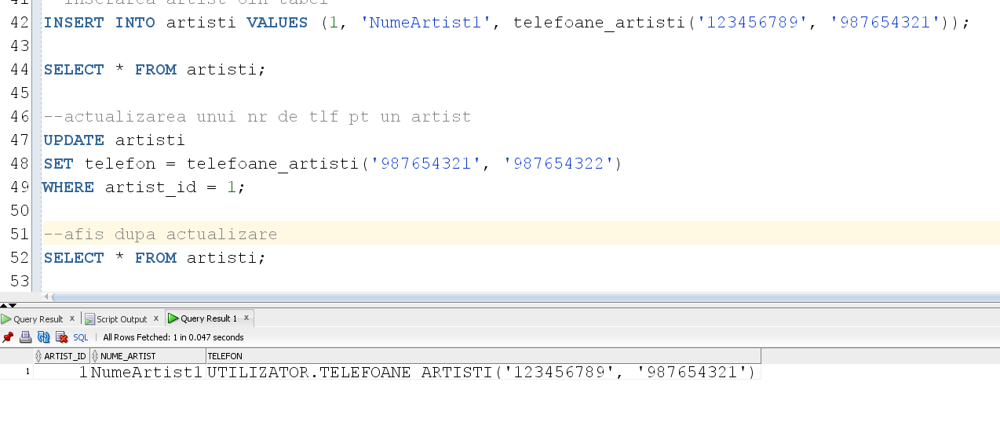 42 INSERT INTO artisti VALUES (1, 'NumeArtist1', telefoane_artisti('123456789', '987654321'));
43
44 SELECT * FROM artisti;
45
46 --actualizarea unui nr de tlf pt un artist
47 UPDATE artisti
48 SET telefon = telefoane_artisti('987654321', '987654322')
49 WHERE artist_id = 1;
50
51 --afis dupa actualizare
52 SELECT * FROM artisti;
53
Query Result x Script Output x Query Result 1 x
SQL | All Rows Fetched: 1 in 0.047 seconds
ARTIST_ID NUME_ARTIST TELEFON
1 1 NumeArtist1 UTILIZATOR.TELEFOANE_ARTISTI('123456789', '987654321')